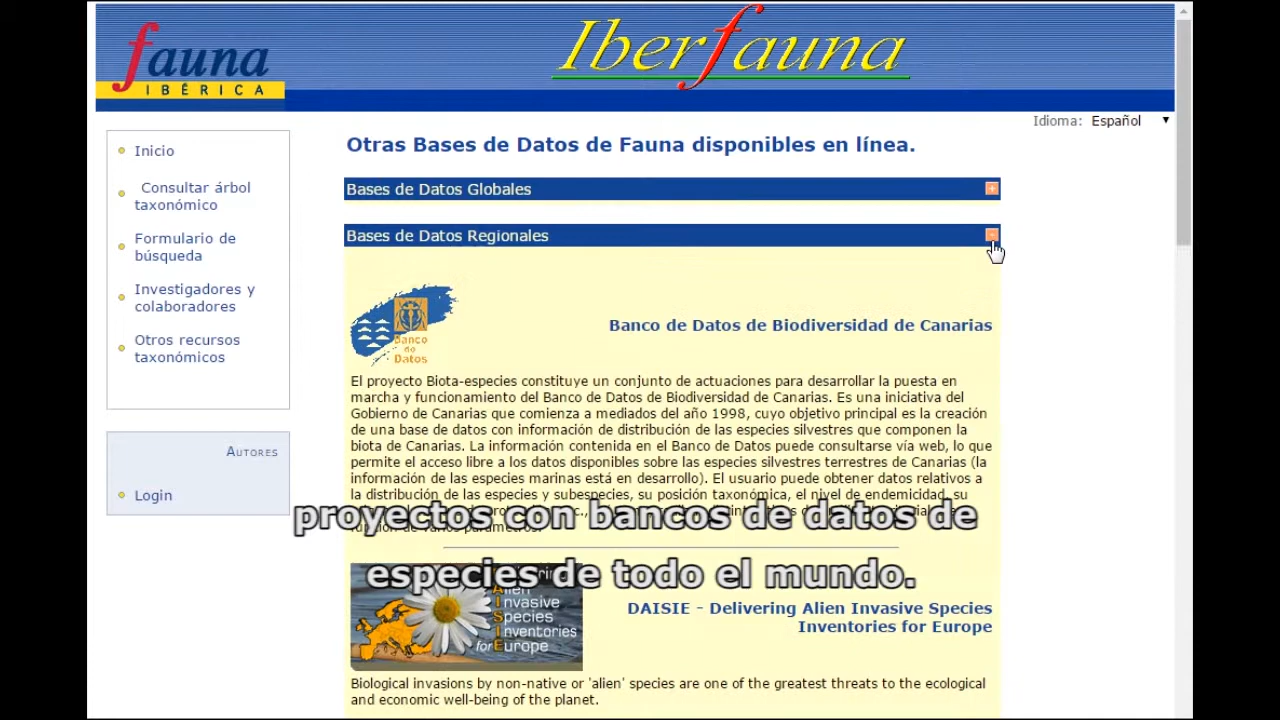 fauna
IBÉRICA
Iberfauna
Idioma: Español
Inicio
Consultar árbol
taxonómico
Formulario de
búsqueda
Investigadores y
colaboradores
Otros recursos
taxonómicos
Autores
Login
Otras Bases de Datos de Fauna disponibles en línea.
Bases de Datos Globales
Bases de Datos Regionales
Banco
de
Datos
Banco de Datos de Biodiversidad de Canarias
El proyecto Biota-especies constituye un conjunto de actuaciones para desarrollar la puesta en
marcha y funcionamiento del Banco de Datos de Biodiversidad de Canarias. Es una iniciativa del
Gobierno de Canarias que comienza a mediados del año 1998, cuyo objetivo principal es la creación
de una base de datos con información de distribución de las especies silvestres que componen la
biota de Canarias. La información contenida en el Banco de Datos puede consultarse vía web, lo que
permite el acceso libre a los datos disponibles sobre las especies silvestres terrestres de Canarias (la
información de las especies marinas está en desarrollo). El usuario puede obtener datos relativos a
la distribución de las especies y subespecies, su posición taxonómica, el nivel de endemicidad, su
proyectos con bancos de datos de
especies de todo el mundo.
Alien
Invasive
Species
Inventories
for Europe
DAISIE - Delivering Alien Invasive Species
Inventories for Europe
Biological invasions by non-native or 'alien' species are one of the greatest threats to the ecological
and economic well-being of the planet.